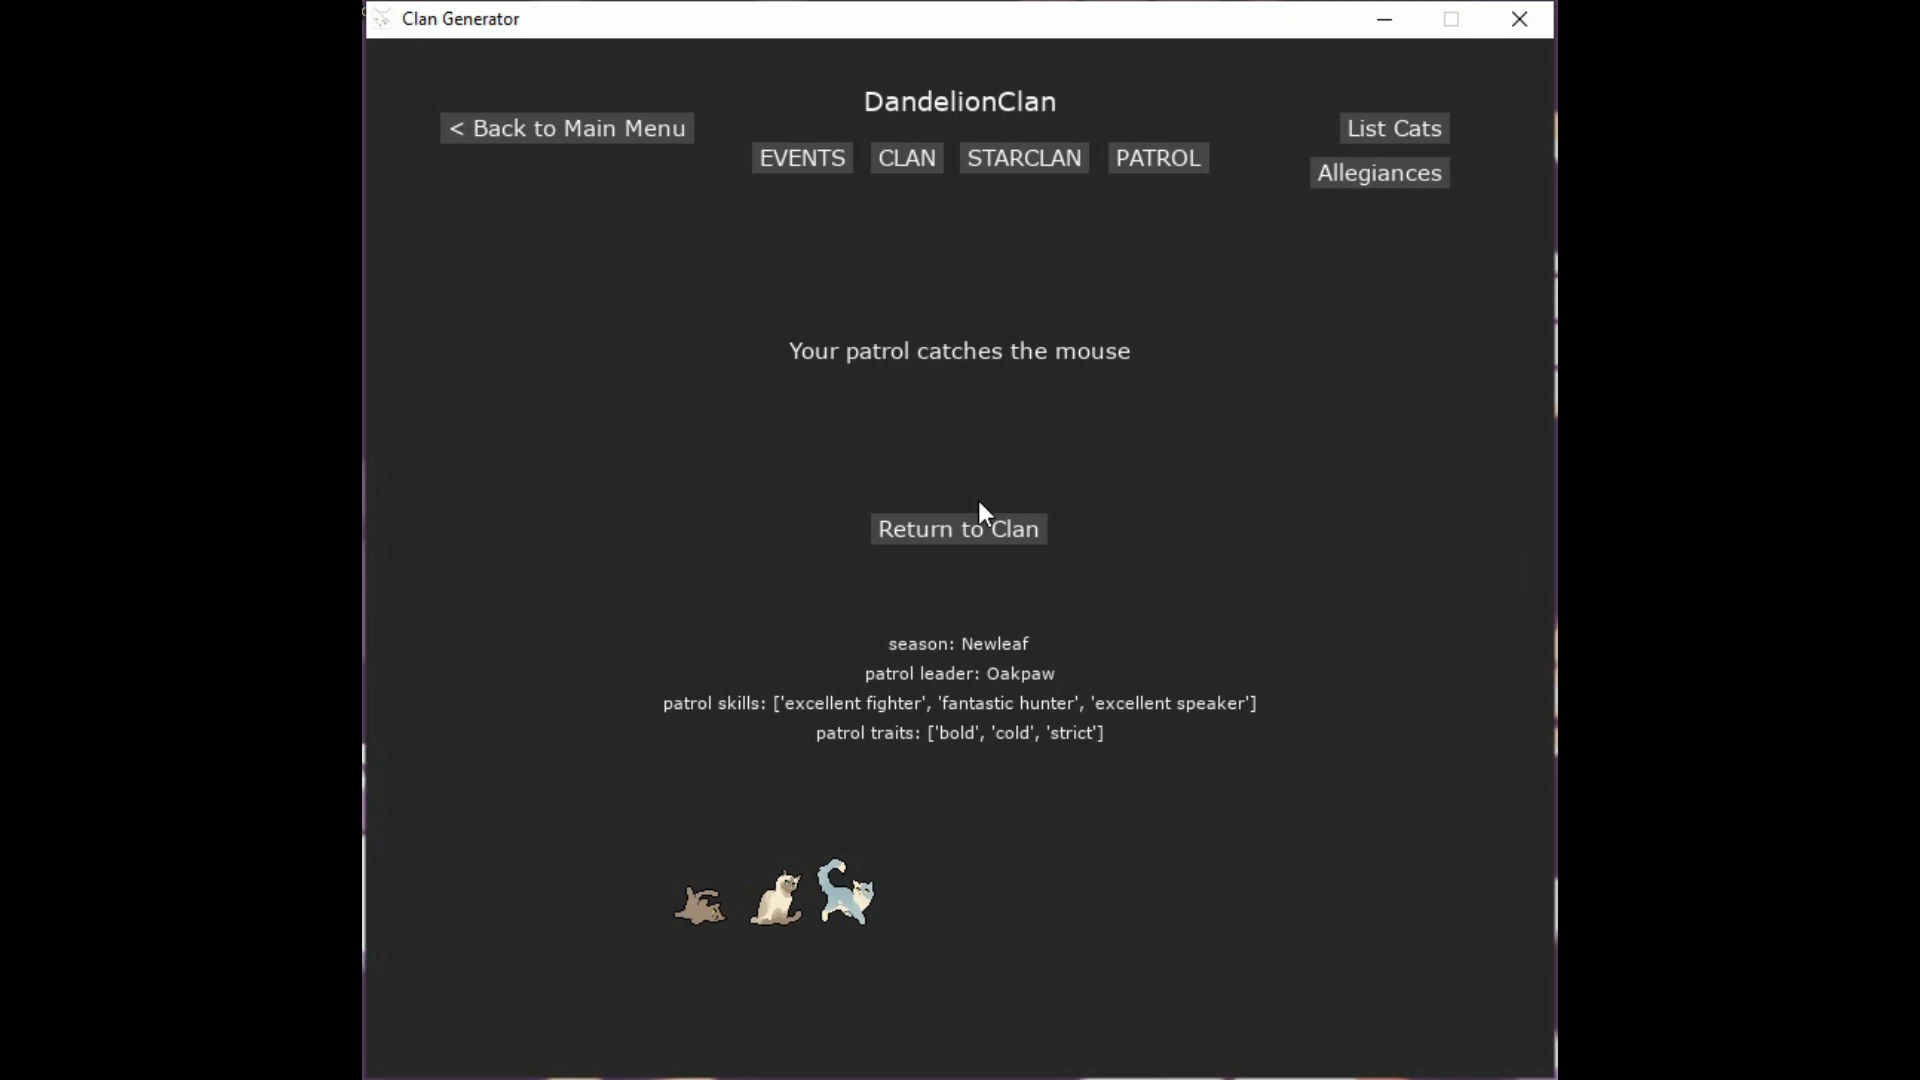 Clan Generator
DandelionClan
< Back to Main Menu
List Cats
EVENTS CLAN STARCLAN PATROL
Allegiances
Your patrol catches the mouse
Return to Clan
season: Newleaf
patrol leader: Oakpaw
patrol skills: ['excellent fighter', 'fantastic hunter', 'excellent speaker']
patrol traits: ['bold', 'cold', 'strict']